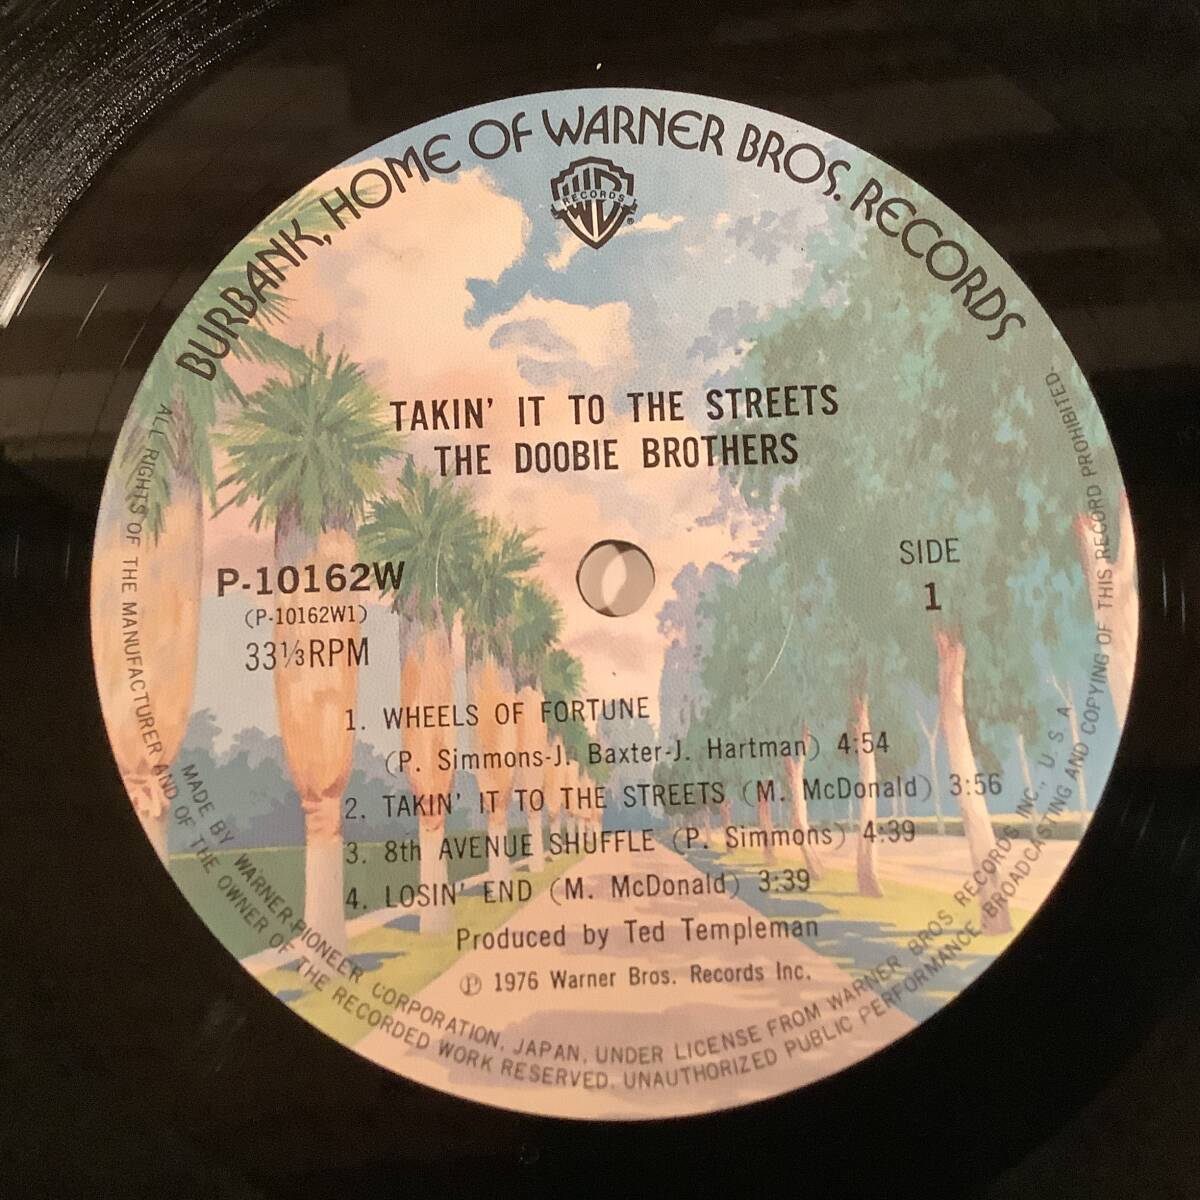 BURBANK, HOME OF WARNER BROS. RECORDS
WB
RECORDS
®
TAKIN' IT TO THE STREETS
THE DOOBIE BROTHERS
P-10162W
(P-10162W1)
33⅓RPM
SIDE
1
1. WHEELS OF FORTUNE
(P. Simmons-J. Baxter-J. Hartman) 4:54
2. TAKIN' IT TO THE STREETS (M. McDonald) 3:56
3. 8th AVENUE SHUFFLE (P. Simmons) 4:39
4. LOSIN' END (M. McDonald) 3:39
Produced by Ted Templeman
Ⓟ 1976 Warner Bros. Records Inc.
MADE BY WARNER-PIONEER CORPORATION, JAPAN, UNDER LICENSE FROM WARNER BROS. RECORDS INC., U.S.A.
ALL RIGHTS OF THE MANUFACTURER AND OF THE OWNER OF THE RECORDED WORK RESERVED. UNAUTHORIZED PUBLIC PERFORMANCE, BROADCASTING AND COPYING OF THIS RECORD PROHIBITED.